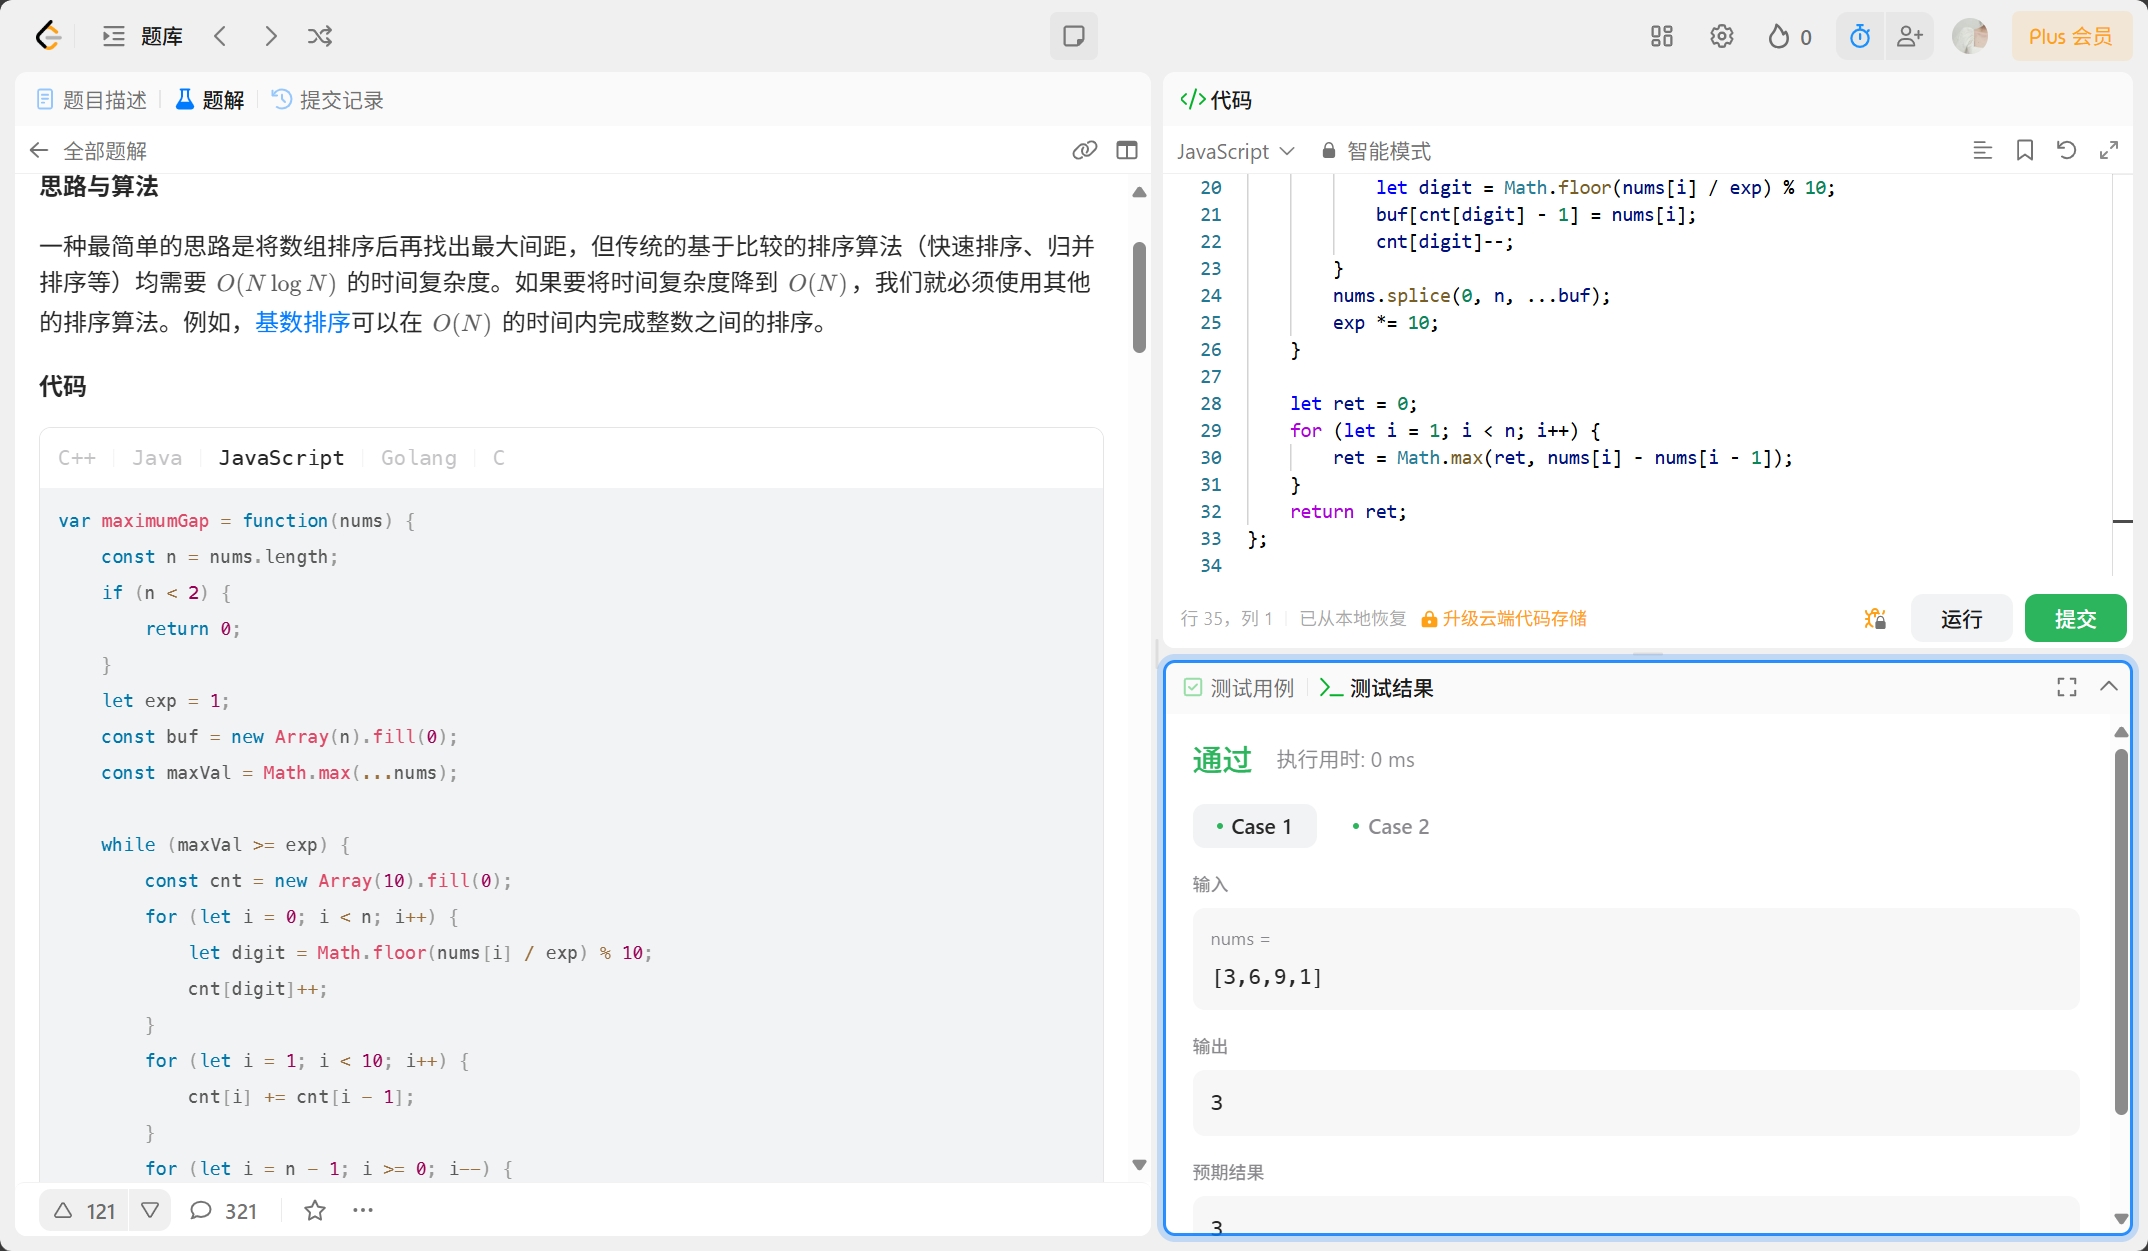 题库
0
Plus 会员
题目描述
题解
提交记录
全部题解
思路与算法
一种最简单的思路是将数组排序后再找出最大间距，但传统的基于比较的排序算法（快速排序、归并
排序等）均需要 O(N log N) 的时间复杂度。如果要将时间复杂度降到 O(N)，我们就必须使用其他
的排序算法。例如，基数排序可以在 O(N) 的时间内完成整数之间的排序。
代码
C++ Java JavaScript Golang C
var maximumGap = function(nums) {
    const n = nums.length;
    if (n < 2) {
        return 0;
    }
    let exp = 1;
    const buf = new Array(n).fill(0);
    const maxVal = Math.max(...nums);
    while (maxVal >= exp) {
        const cnt = new Array(10).fill(0);
        for (let i = 0; i < n; i++) {
            let digit = Math.floor(nums[i] / exp) % 10;
            cnt[digit]++;
        }
        for (let i = 1; i < 10; i++) {
            cnt[i] += cnt[i - 1];
        }
        for (let i = n - 1; i >= 0; i--) {
121
321
</>代码
JavaScript
智能模式
20 let digit = Math.floor(nums[i] / exp) % 10;
21 buf[cnt[digit] - 1] = nums[i];
22 cnt[digit]--;
23 }
24 nums.splice(0, n, ...buf);
25 exp *= 10;
26 }
27
28 let ret = 0;
29 for (let i = 1; i < n; i++) {
30 ret = Math.max(ret, nums[i] - nums[i - 1]);
31 }
32 return ret;
33 };
34
行 35，列 1
已从本地恢复
升级云端代码存储
运行
提交
测试用例
测试结果
通过
执行用时: 0 ms
Case 1
Case 2
输入
nums =
[3,6,9,1]
输出
3
预期结果
3